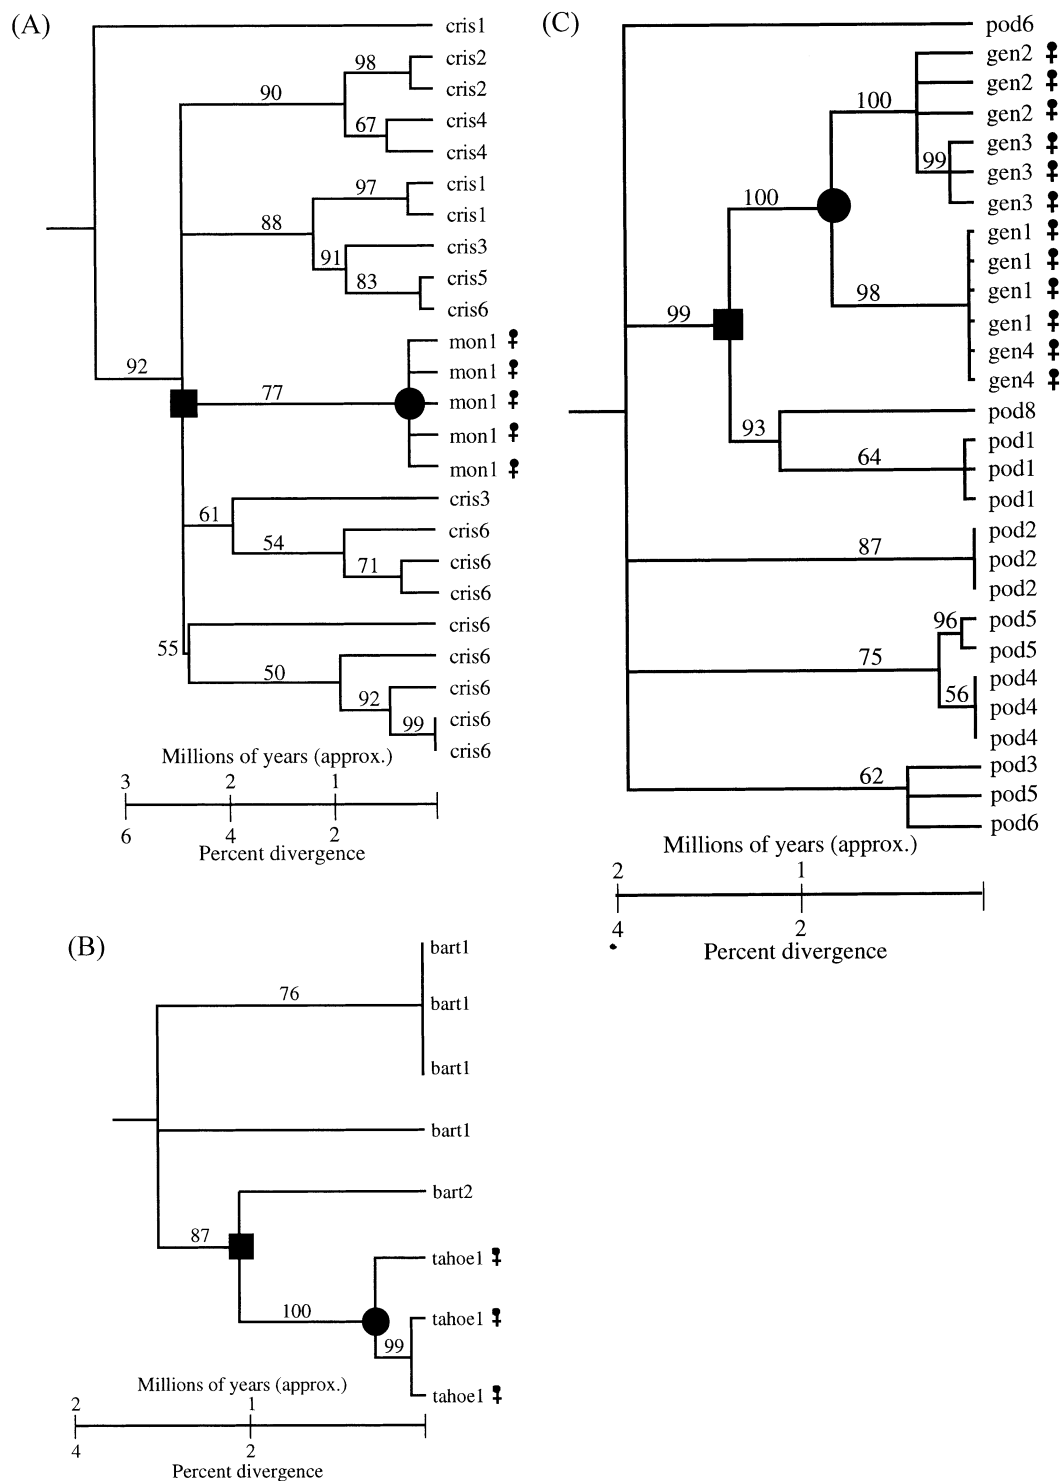 (A)
cris1
cris2
98
cris2
90
cris4
67
cris4
cris1
97
cris1
88
cris3
91
cris5
83
cris6
mon1
mon1
92
77
mon1
mon1
mon1
cris3
61
cris6
54
cris6
71
cris6
cris6
55
cris6
50
cris6
92
cris6
99
cris6
Millions of years (approx.)
3 2 1
6 4 2
Percent divergence
(B)
bart1
76
bart1
bart1
bart1
bart2
87
tahoe1
100
tahoe1
99
tahoe1
Millions of years (approx.)
2 1
4 2
Percent divergence
(C)
pod6
gen2
gen2
100
gen2
gen3
99
gen3
gen3
100
gen1
gen1
98
gen1
99
gen1
gen4
gen4
pod8
93
pod1
64
pod1
pod1
pod2
87
pod2
pod2
96
pod5
pod5
75
pod4
56
pod4
pod4
pod3
62
pod5
pod6
Millions of years (approx.)
2 1
4 2
Percent divergence